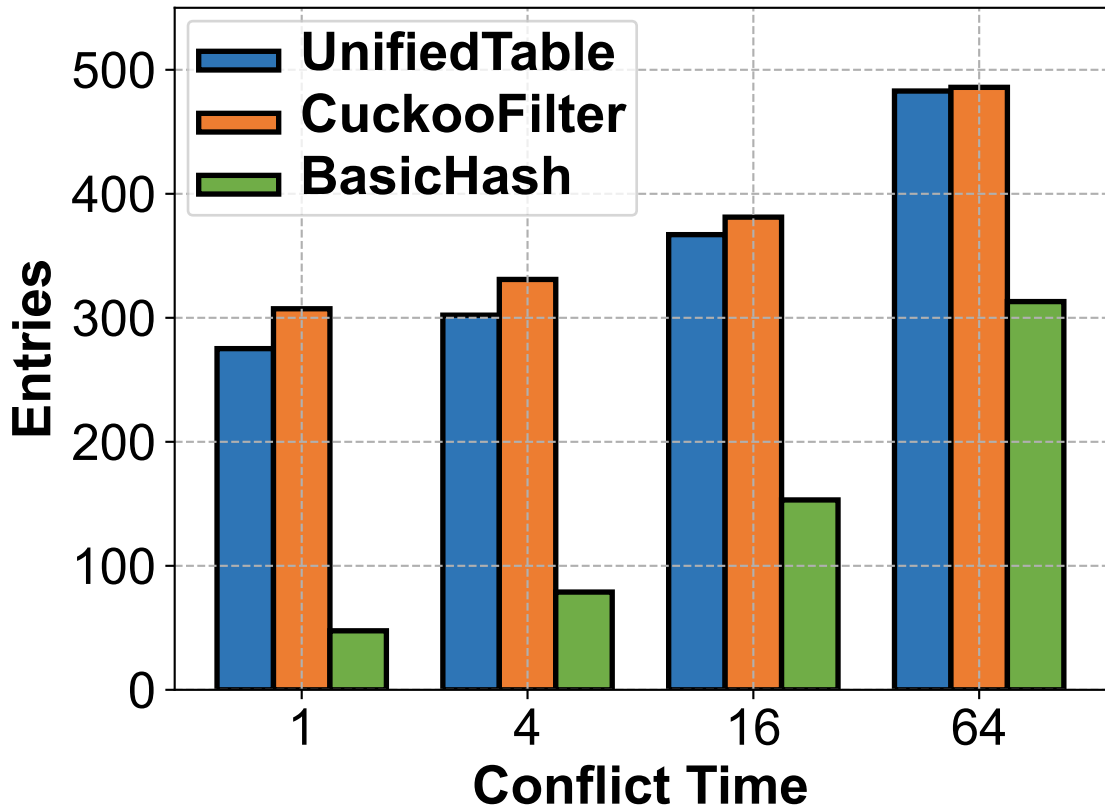 UnifiedTable
CuckooFilter
BasicHash
Entries
500
400
300
200
100
0
1 4 16 64
Conflict Time